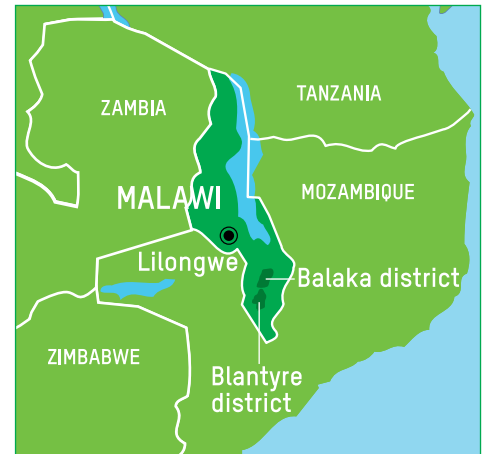 TANZANIA
ZAMBIA
MALAWI
MOZAMBIQUE
Lilongwe
Balaka district
ZIMBABWE
Blantyre
district